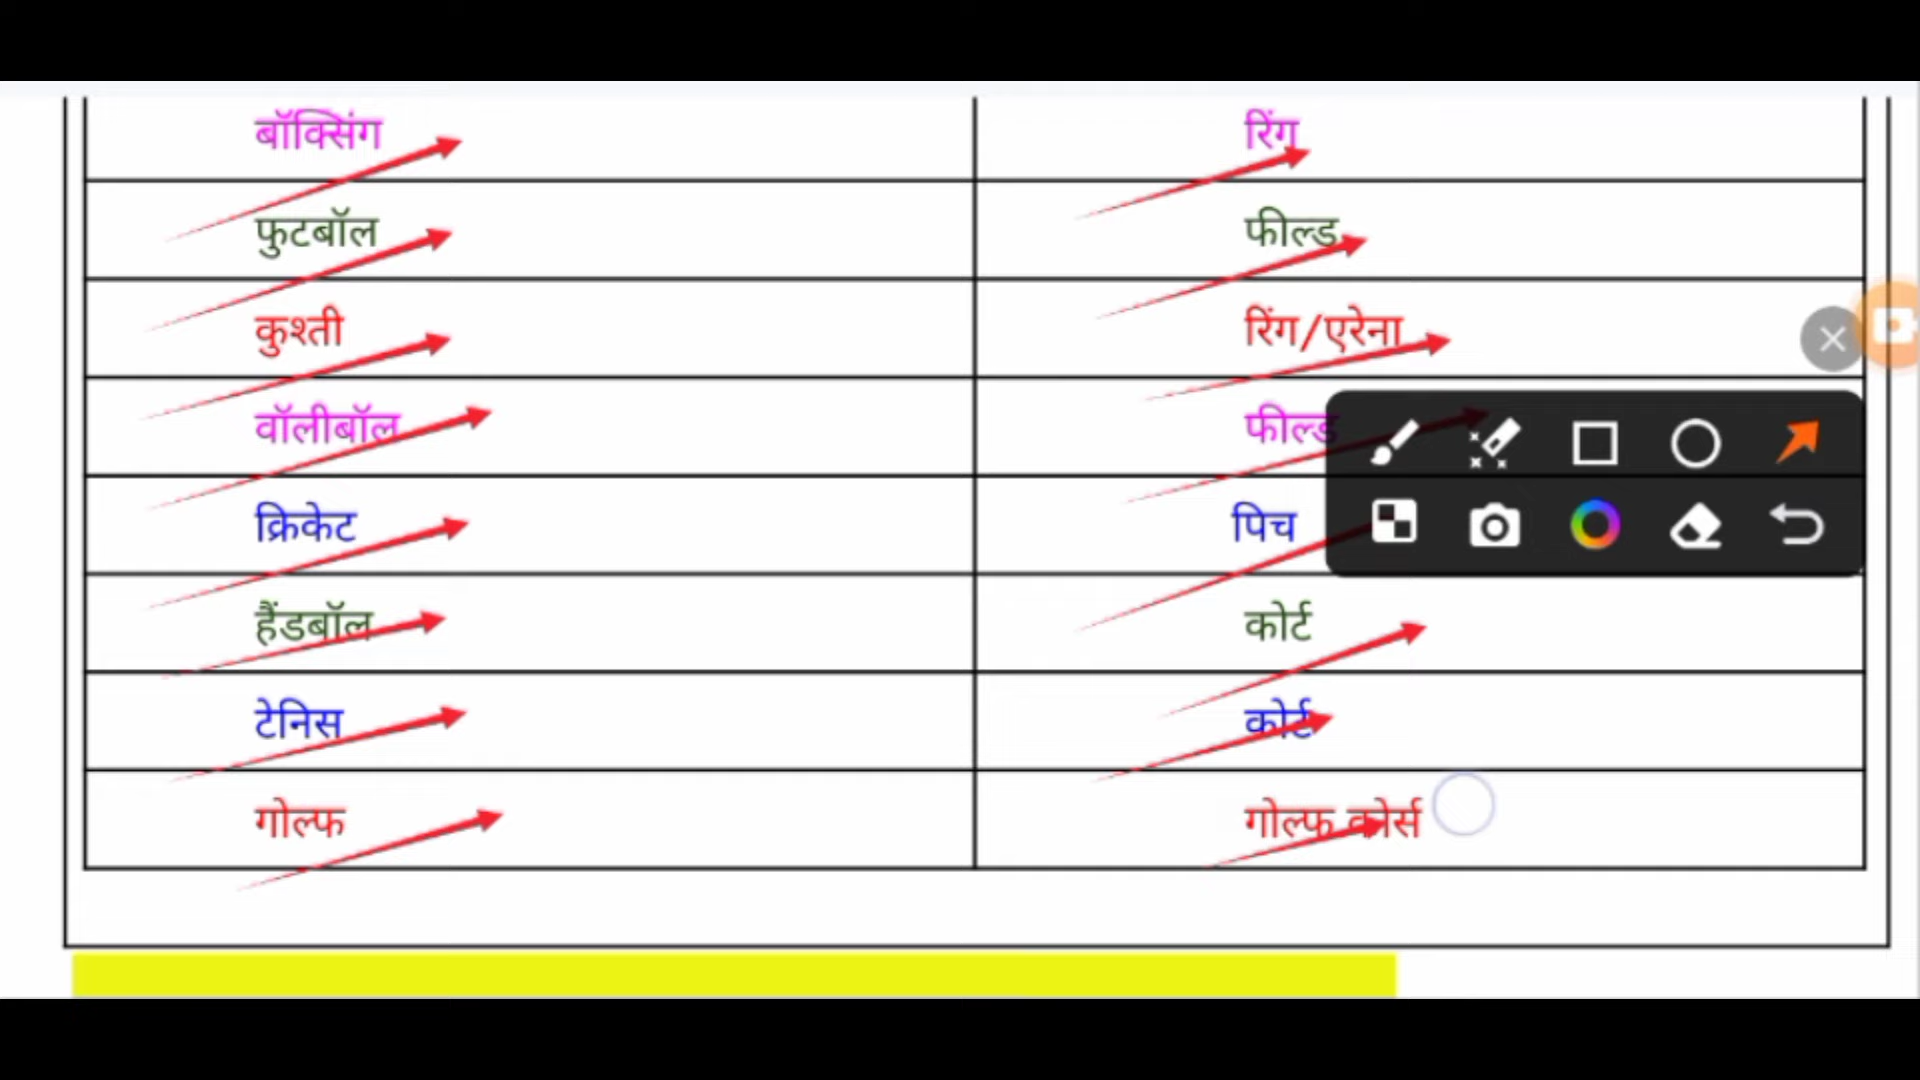 बॉक्सिंग रिंग
फुटबॉल फील्ड
कुश्ती रिंग/एरेना
वॉलीबॉल फील्ड
क्रिकेट पिच
हैंडबॉल कोर्ट
टेनिस कोर्ट
गोल्फ गोल्फ कोर्स